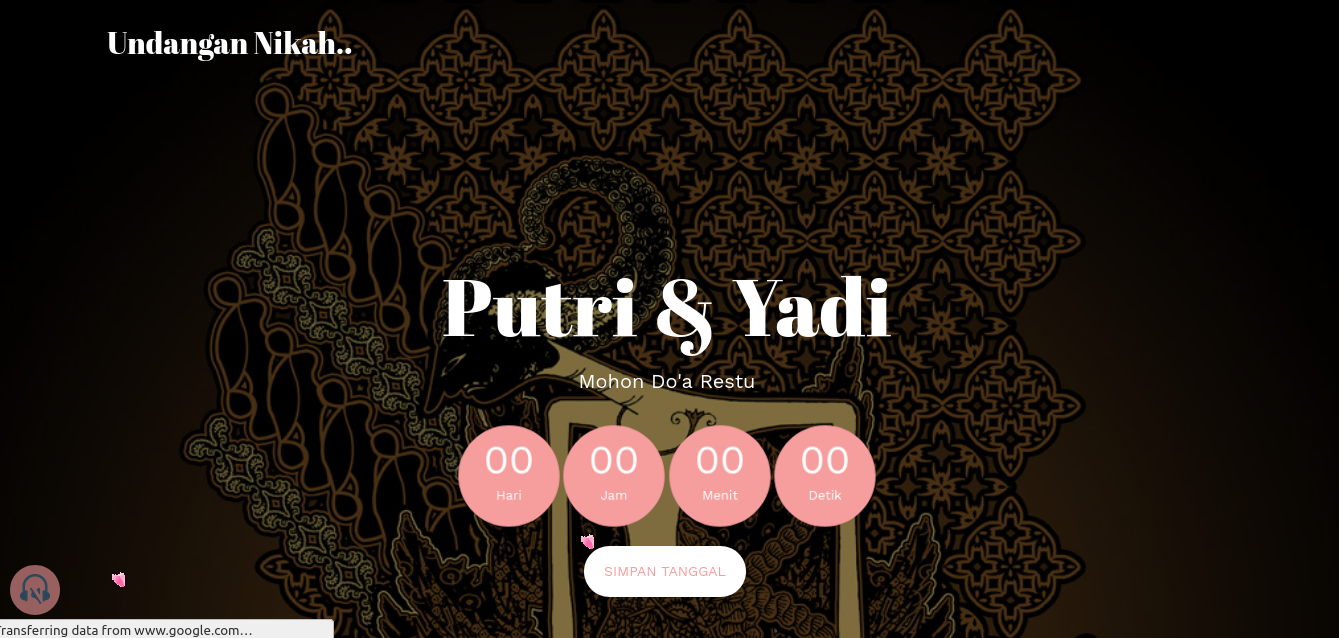 Undangan Nikah..
Putri & Yadi
Mohon Do'a Restu
00 00 00 00
Hari Jam Menit Detik
SIMPAN TANGGAL
Transferring data from www.google.com…